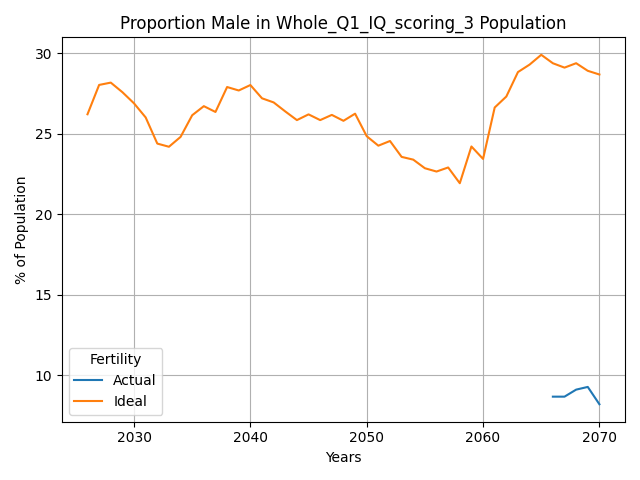 Proportion Male in Whole_Q1_IQ_scoring_3 Population
% of Population
30
25
20
15
10
Fertility
Actual
Ideal
2030 2040 2050 2060 2070
Years